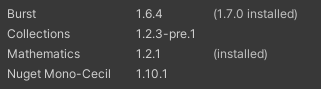 Burst 1.6.4 (1.7.0 installed)
Collections 1.2.3-pre.1
Mathematics 1.2.1 (installed)
Nuget Mono-Cecil 1.10.1